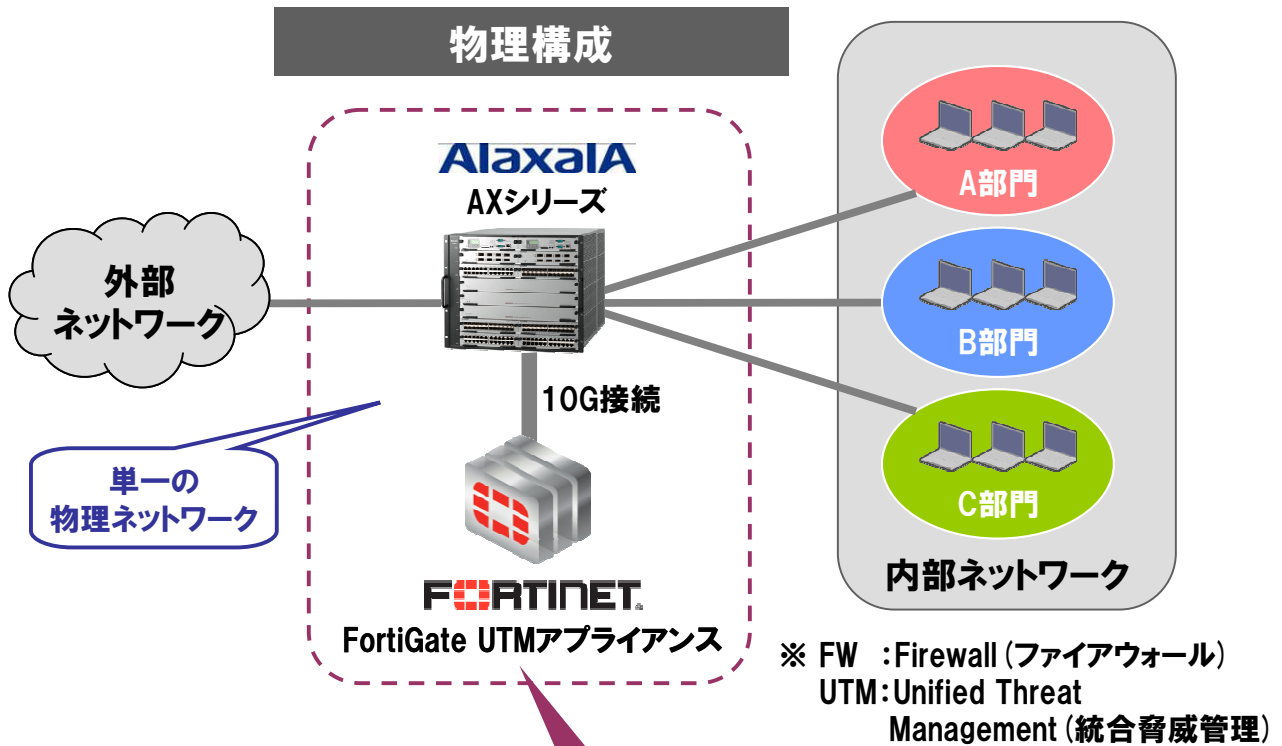 物理構成
AlaxalA
AXシリーズ
外部
ネットワーク
10G接続
単一の
物理ネットワーク
FORTINET
FortiGate UTMアプライアンス
A部門
B部門
C部門
内部ネットワーク
※ FW :Firewall(ファイアウォール)
UTM:Unified Threat
Management(統合脅威管理)